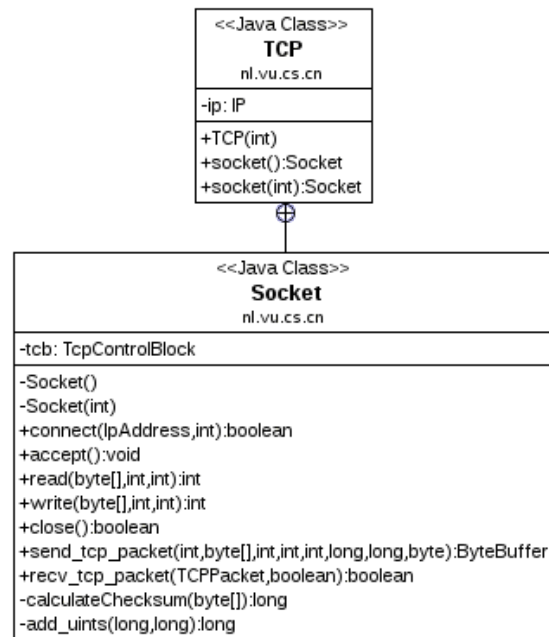 <<Java Class>>
TCP
nl.vu.cs.cn
-ip: IP
+TCP(int)
+socket():Socket
+socket(int):Socket
<<Java Class>>
Socket
nl.vu.cs.cn
-tcb: TcpControlBlock
-Socket()
-Socket(int)
+connect(IpAddress,int):boolean
+accept():void
+read(byte[],int,int):int
+write(byte[],int,int):int
+close():boolean
+send_tcp_packet(int,byte[],int,int,int,long,long,byte):ByteBuffer
+recv_tcp_packet(TCPPacket,boolean):boolean
-calculateChecksum(byte[]):long
-add_uints(long,long):long